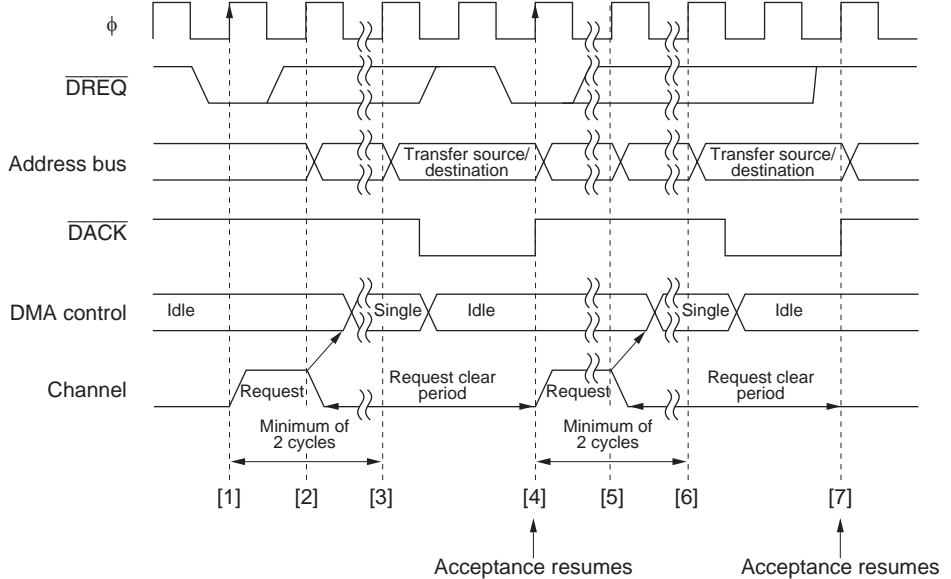 ϕ
DREQ
Address bus
Transfer source/
destination
Transfer source/
destination
DACK
DMA control
Idle
Single
Idle
Single
Idle
Channel
Request
Request clear
period
Request
Request clear
period
Minimum of
2 cycles
Minimum of
2 cycles
[1]
[2]
[3]
[4]
[5]
[6]
[7]
Acceptance resumes
Acceptance resumes